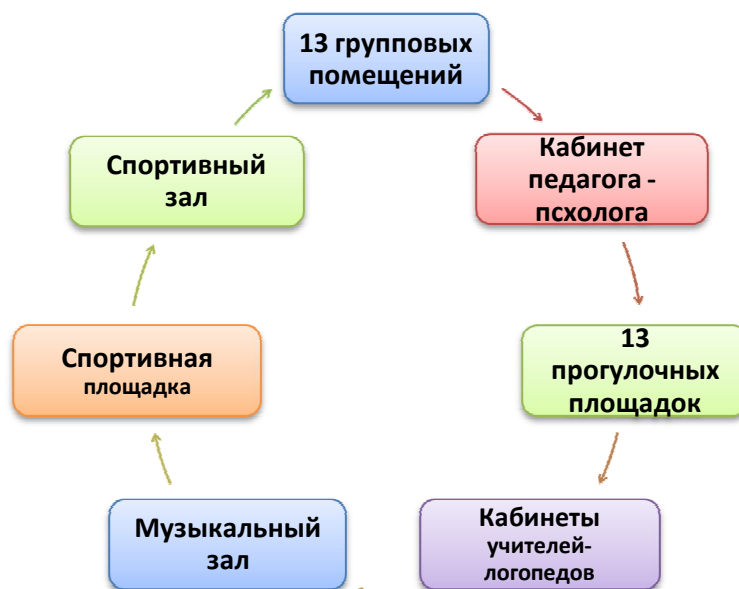 13 групповых
помещений
Кабинет
педагога -
псхолога
13
прогулочных
площадок
Кабинеты
учителей-
логопедов
Музыкальный
зал
Спортивная
площадка
Спортивный
зал